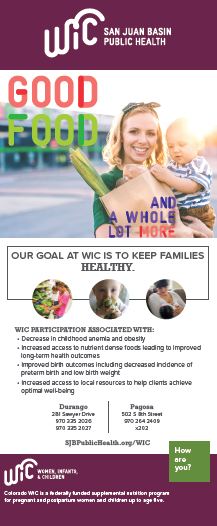 WIC SAN JUAN BASIN
PUBLIC HEALTH
GOOD
FOOD
AND
A WHOLE
LOT MORE
OUR GOAL AT WIC IS TO KEEP FAMILIES
HEALTHY.
WIC PARTICIPATION ASSOCIATED WITH:
• Decrease in childhood anemia and obesity
• Increased access to nutrient dense foods leading to improved
long-term health outcomes
• Improved birth outcomes including decreased incidence of
preterm birth and low birth weight
• Increased access to local resources to help clients achieve
optimal well-being
Durango
281 Sawyer Drive
970 335 2026
970 335 2027
Pagosa
502 S 8th Street
970 264 2409
x202
SJBPublicHealth.org/WIC
How
are
you?
WIC WOMEN, INFANTS,
& CHILDREN
Colorado WIC is a federally funded supplemental nutrition program
for pregnant and postpartum women and children up to age five.